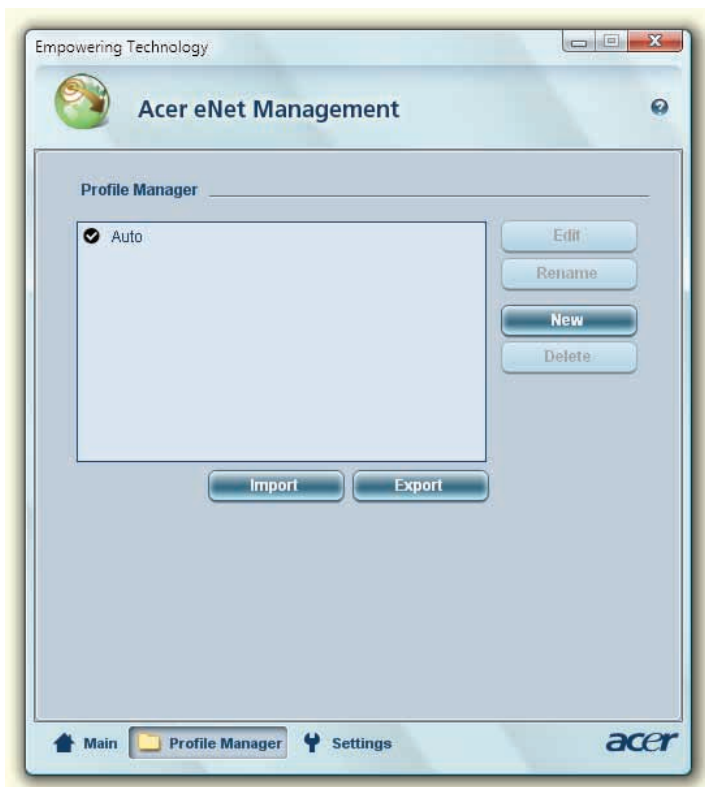 Empowering Technology
Acer eNet Management
Profile Manager
Auto
Edit
Rename
New
Delete
Import Export
Main Profile Manager Settings
acer